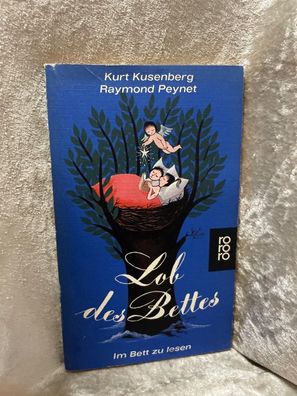 Kurt Kusenberg
Raymond Peynet
ro
ro
ro
Lob
des Bettes
Im Bett zu lesen